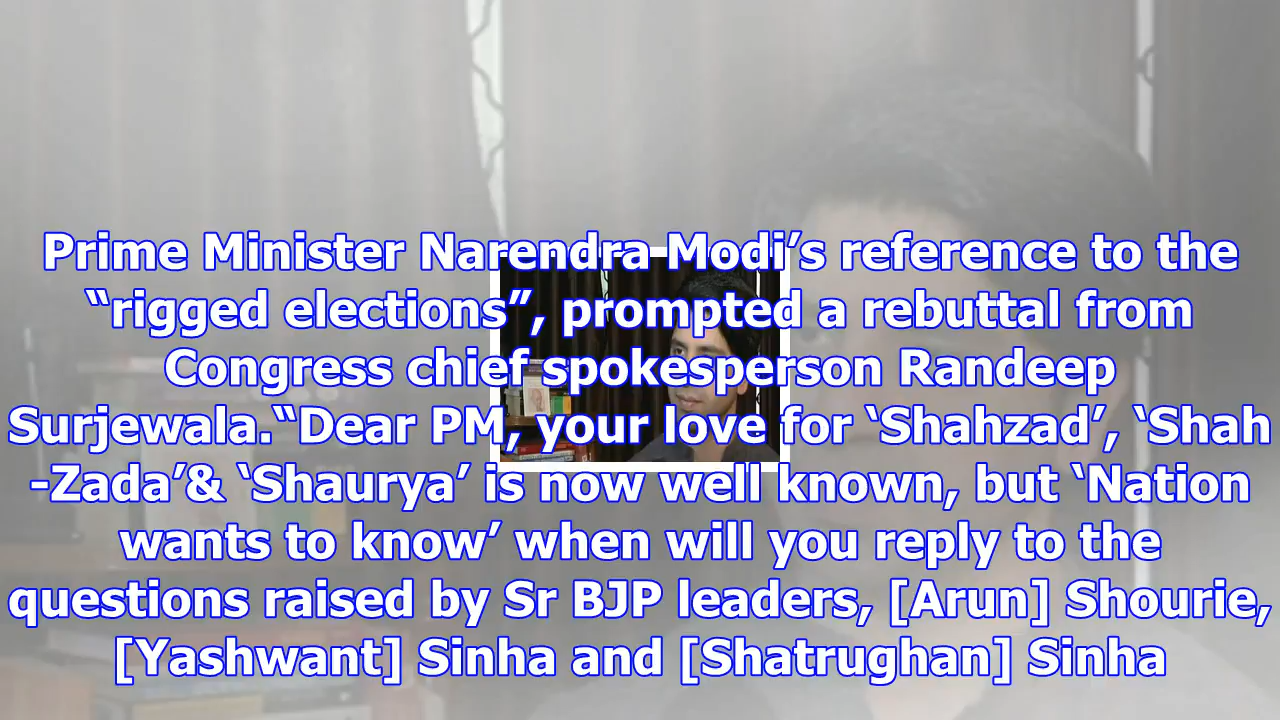 Prime Minister Narendra Modi’s reference to the
“rigged elections”, prompted a rebuttal from
Congress chief spokesperson Randeep
Surjewala.“Dear PM, your love for ‘Shahzad’, ‘Shah
-Zada’& ‘Shaurya’ is now well known, but ‘Nation
wants to know’ when will you reply to the
questions raised by Sr BJP leaders, [Arun] Shourie,
[Yashwant] Sinha and [Shatrughan] Sinha